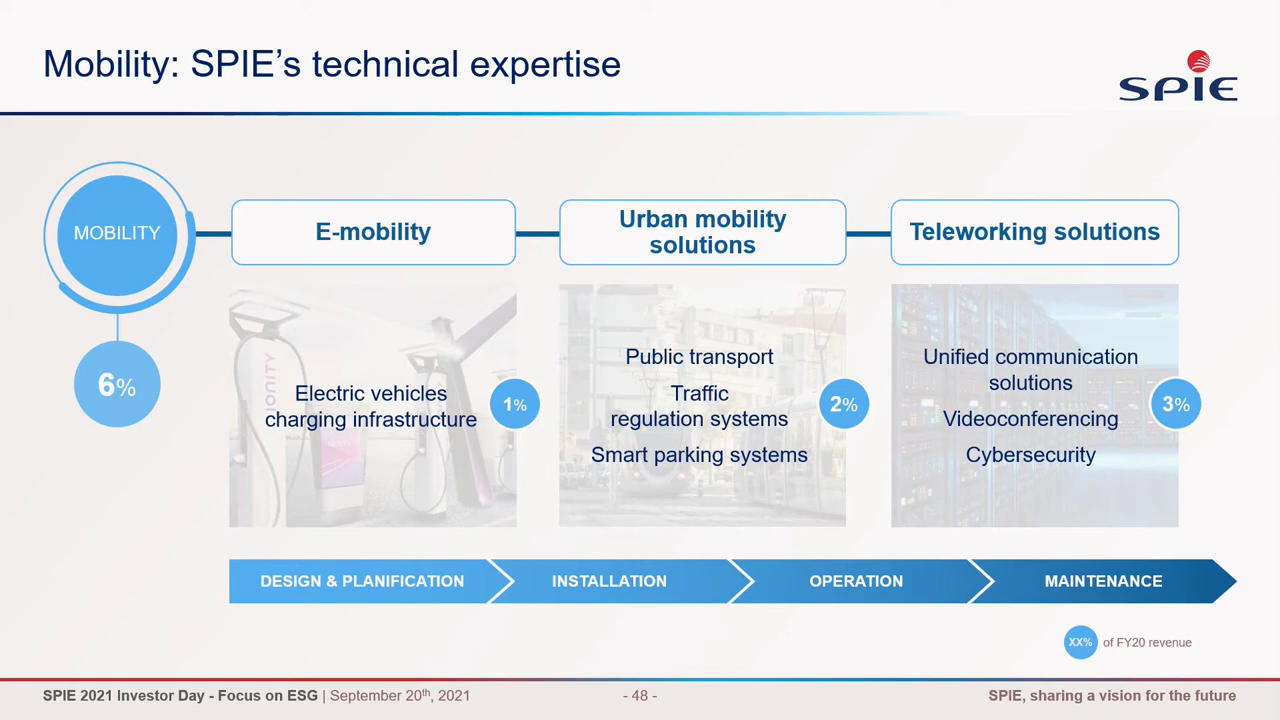 Mobility: SPIE’s technical expertise
SPIE
MOBILITY
6%
E-mobility
Urban mobility
solutions
Teleworking solutions
Electric vehicles
charging infrastructure
1%
Public transport
Traffic
regulation systems
Smart parking systems
2%
Unified communication
solutions
Videoconferencing
Cybersecurity
3%
IONITY
DESIGN & PLANIFICATION
INSTALLATION
OPERATION
MAINTENANCE
XX% of FY20 revenue
SPIE 2021 Investor Day - Focus on ESG | September 20th, 2021
- 48 -
SPIE, sharing a vision for the future